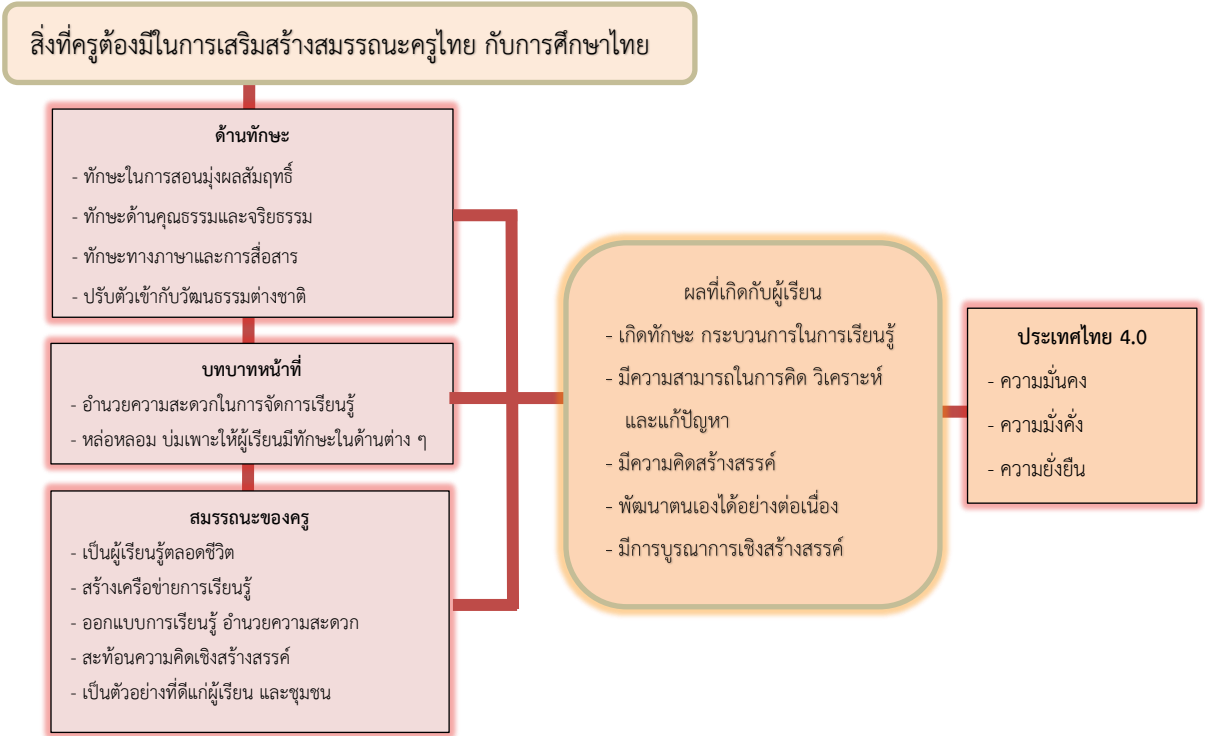 สิ่งที่ครูต้องมีในการเสริมสร้างสมรรถนะครูไทย กับการศึกษาไทย
ด้านทักษะ
- ทักษะในการสอนมุ่งผลสัมฤทธิ์
- ทักษะด้านคุณธรรมและจริยธรรม
- ทักษะทางภาษาและการสื่อสาร
- ปรับตัวเข้ากับวัฒนธรรมต่างชาติ
บทบาทหน้าที่
- อำนวยความสะดวกในการจัดการเรียนรู้
- หล่อหลอม บ่มเพาะให้ผู้เรียนมีทักษะในด้านต่าง ๆ
สมรรถนะของครู
- เป็นผู้เรียนรู้ตลอดชีวิต
- สร้างเครือข่ายการเรียนรู้
- ออกแบบการเรียนรู้ อำนวยความสะดวก
- สะท้อนความคิดเชิงสร้างสรรค์
- เป็นตัวอย่างที่ดีแก่ผู้เรียน และชุมชน
ผลที่เกิดกับผู้เรียน
- เกิดทักษะ กระบวนการในการเรียนรู้
- มีความสามารถในการคิด วิเคราะห์
และแก้ปัญหา
- มีความคิดสร้างสรรค์
- พัฒนาตนเองได้อย่างต่อเนื่อง
- มีการบูรณาการเชิงสร้างสรรค์
ประเทศไทย 4.0
- ความมั่นคง
- ความมั่งคั่ง
- ความยั่งยืน